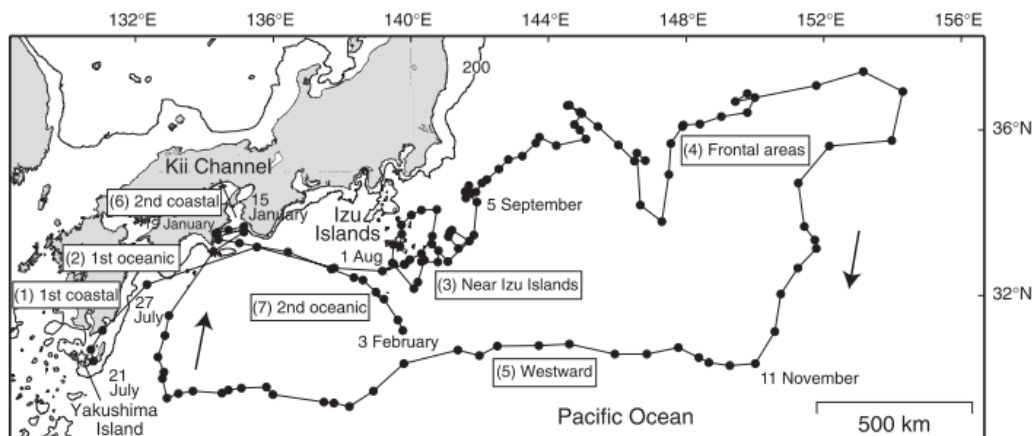 132°E 136°E 140°E 144°E 148°E 152°E 156°E
200
36°N
Kii Channel
(4) Frontal areas
(6) 2nd coastal
15
January
19 January
Izu
Islands
5 September
(2) 1st oceanic
1 Aug
(3) Near Izu Islands
(1) 1st coastal
32°N
27
July
(7) 2nd oceanic
3 February
21
July
(5) Westward
11 November
Yakushima
Island
Pacific Ocean
500 km